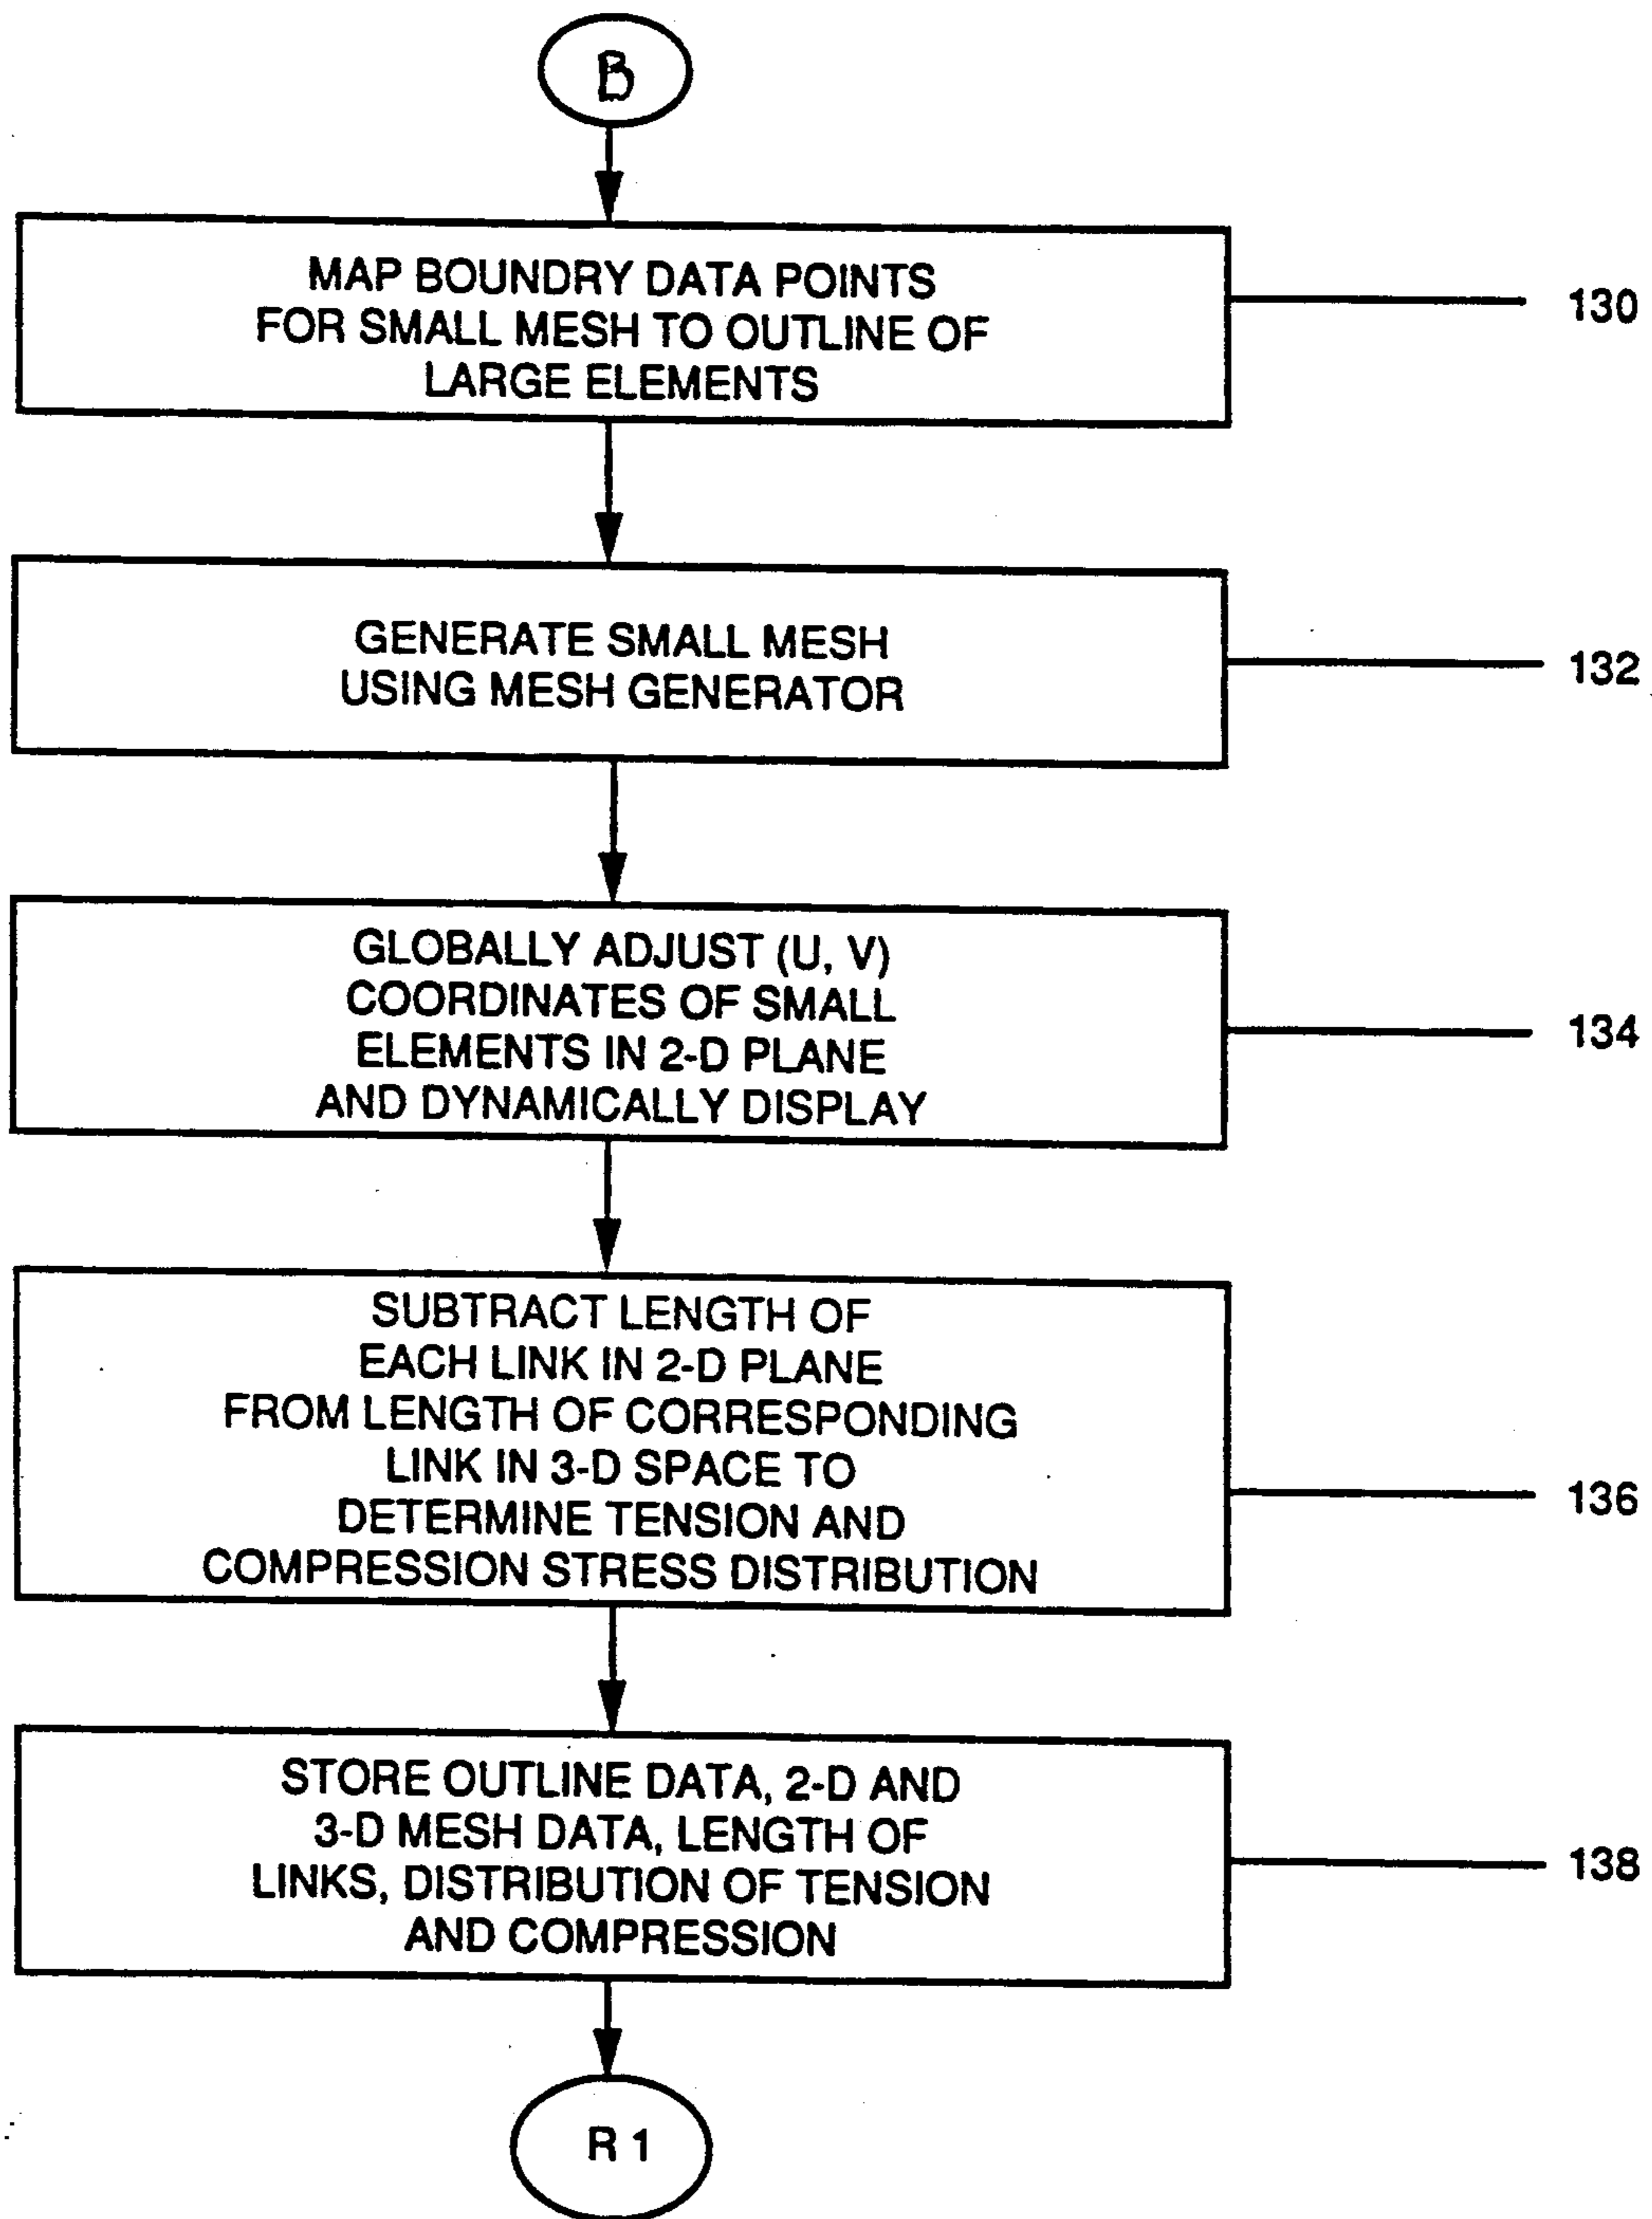 B
MAP BOUNDRY DATA POINTS
FOR SMALL MESH TO OUTLINE OF
LARGE ELEMENTS
130
GENERATE SMALL MESH
USING MESH GENERATOR
132
GLOBALLY ADJUST (U, V)
COORDINATES OF SMALL
ELEMENTS IN 2-D PLANE
AND DYNAMICALLY DISPLAY
134
SUBTRACT LENGTH OF
EACH LINK IN 2-D PLANE
FROM LENGTH OF CORRESPONDING
LINK IN 3-D SPACE TO
DETERMINE TENSION AND
COMPRESSION STRESS DISTRIBUTION
136
STORE OUTLINE DATA, 2-D AND
3-D MESH DATA, LENGTH OF
LINKS, DISTRIBUTION OF TENSION
AND COMPRESSION
138
R 1